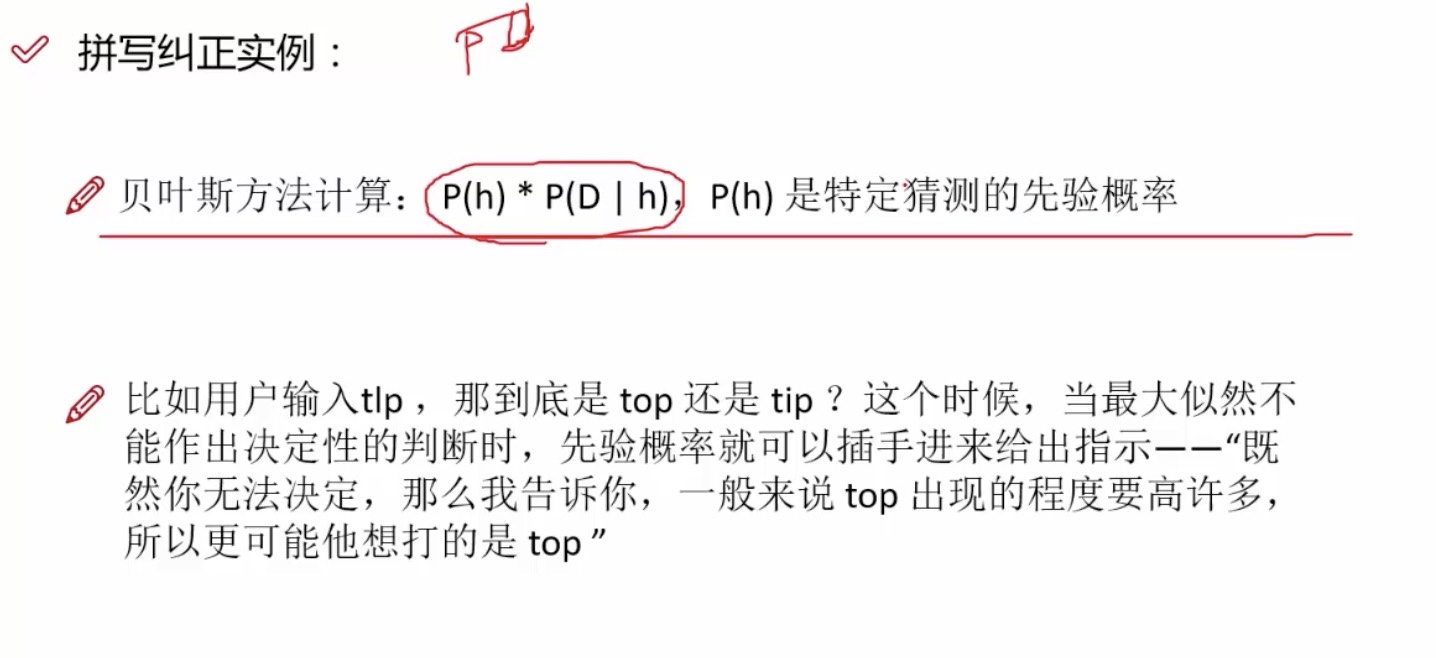 拼写纠正实例：
P D
贝叶斯方法计算：P(h) * P(D | h)，P(h) 是特定猜测的先验概率
比如用户输入tlp ，那到底是 top 还是 tip ？这个时候，当最大似然不
能作出决定性的判断时，先验概率就可以插手进来给出指示——“既
然你无法决定，那么我告诉你，一般来说 top 出现的程度要高许多，
所以更可能他想打的是 top ”